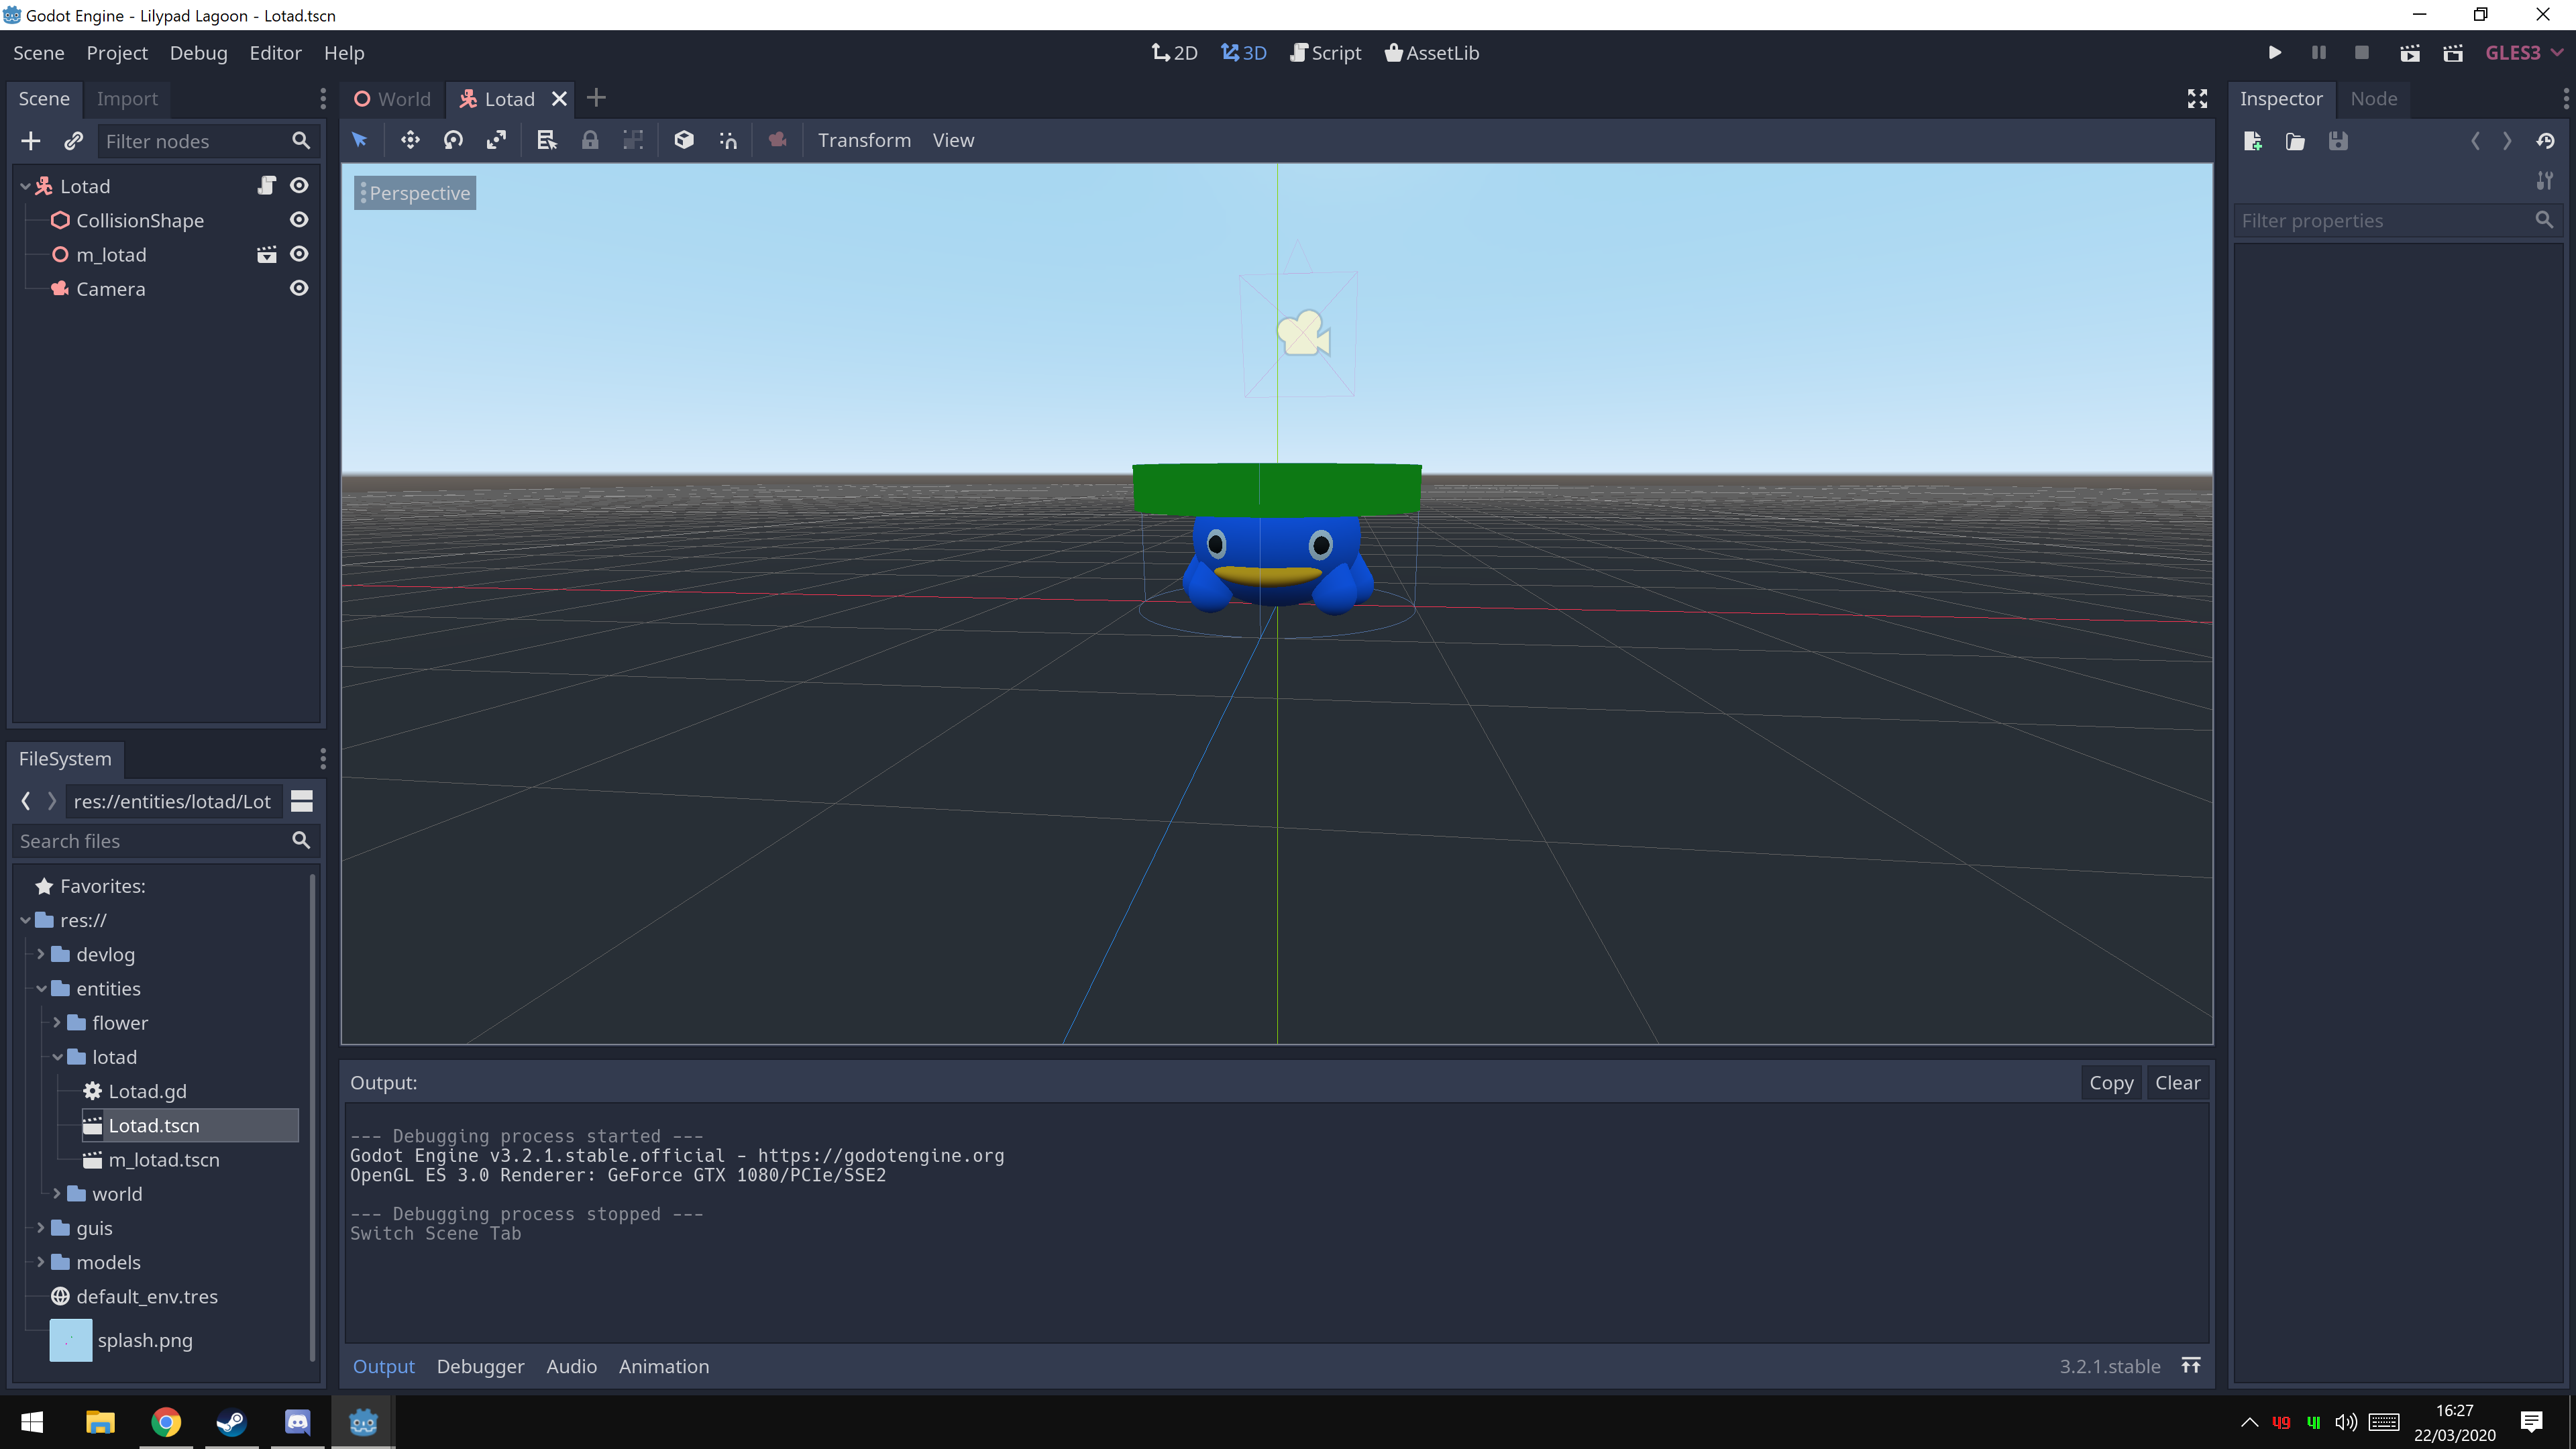 Godot Engine - Lilypad Lagoon - Lotad.tscn
Scene Project Debug Editor Help
2D 3D Script AssetLib
GLES3
Scene Import
Filter nodes
Lotad
CollisionShape
m_lotad
Camera
World Lotad
Transform View
Perspective
Inspector Node
Filter properties
FileSystem
res://entities/lotad/Lot
Search files
Favorites:
res://
devlog
entities
flower
lotad
Lotad.gd
Lotad.tscn
m_lotad.tscn
world
guis
models
default_env.tres
splash.png
Output:
Copy Clear
--- Debugging process started ---
Godot Engine v3.2.1.stable.official - https://godotengine.org
OpenGL ES 3.0 Renderer: GeForce GTX 1080/PCIe/SSE2
--- Debugging process stopped ---
Switch Scene Tab
Output Debugger Audio Animation
3.2.1.stable
49 41
16:27
22/03/2020